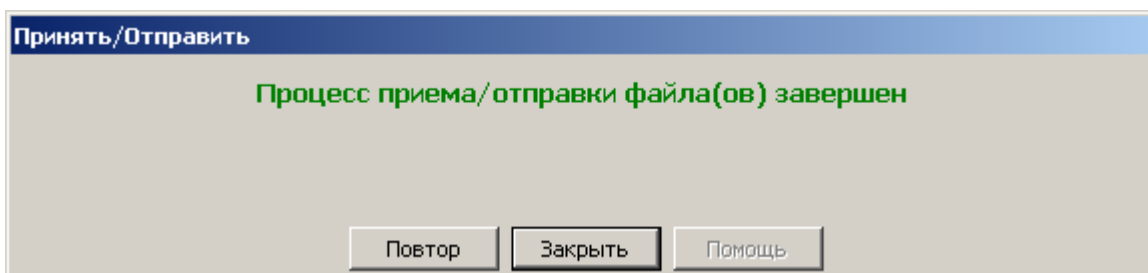 Принять/Отправить
Процесс приема/отправки файла(ов) завершен
Повтор Закрыть Помощь